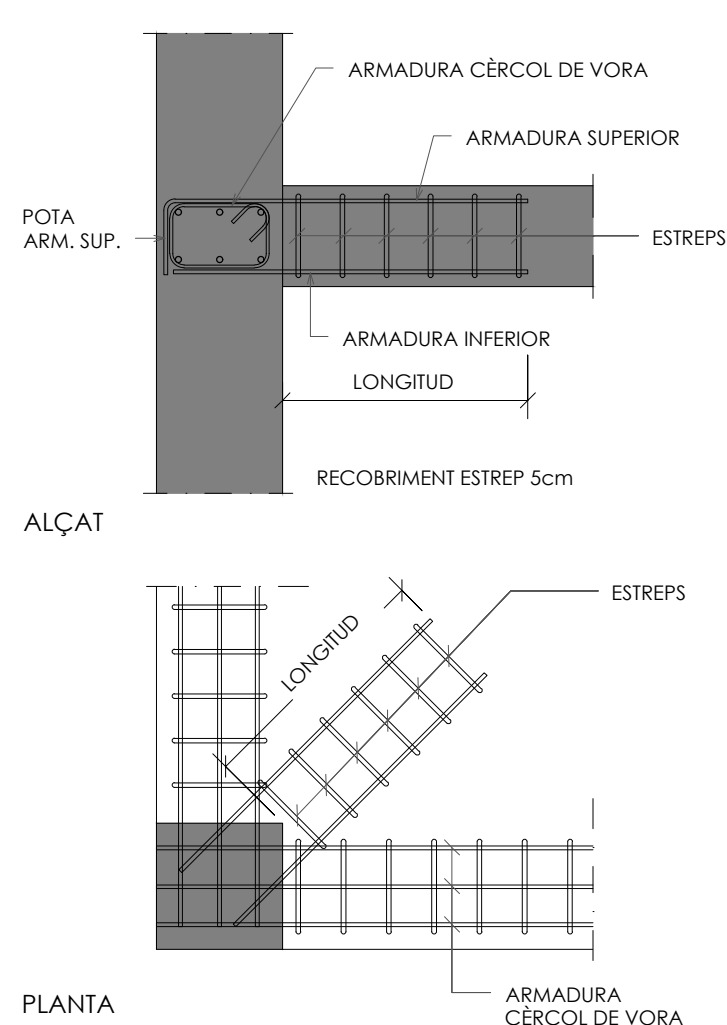 ARMADURA CÈRCOL DE VORA
ARMADURA SUPERIOR
POTA
ARM. SUP.
ESTREPS
ARMADURA INFERIOR
LONGITUD
RECOBRIMENT ESTREP 5cm
ALÇAT
ESTREPS
LONGITUD
PLANTA
ARMADURA
CÈRCOL DE VORA